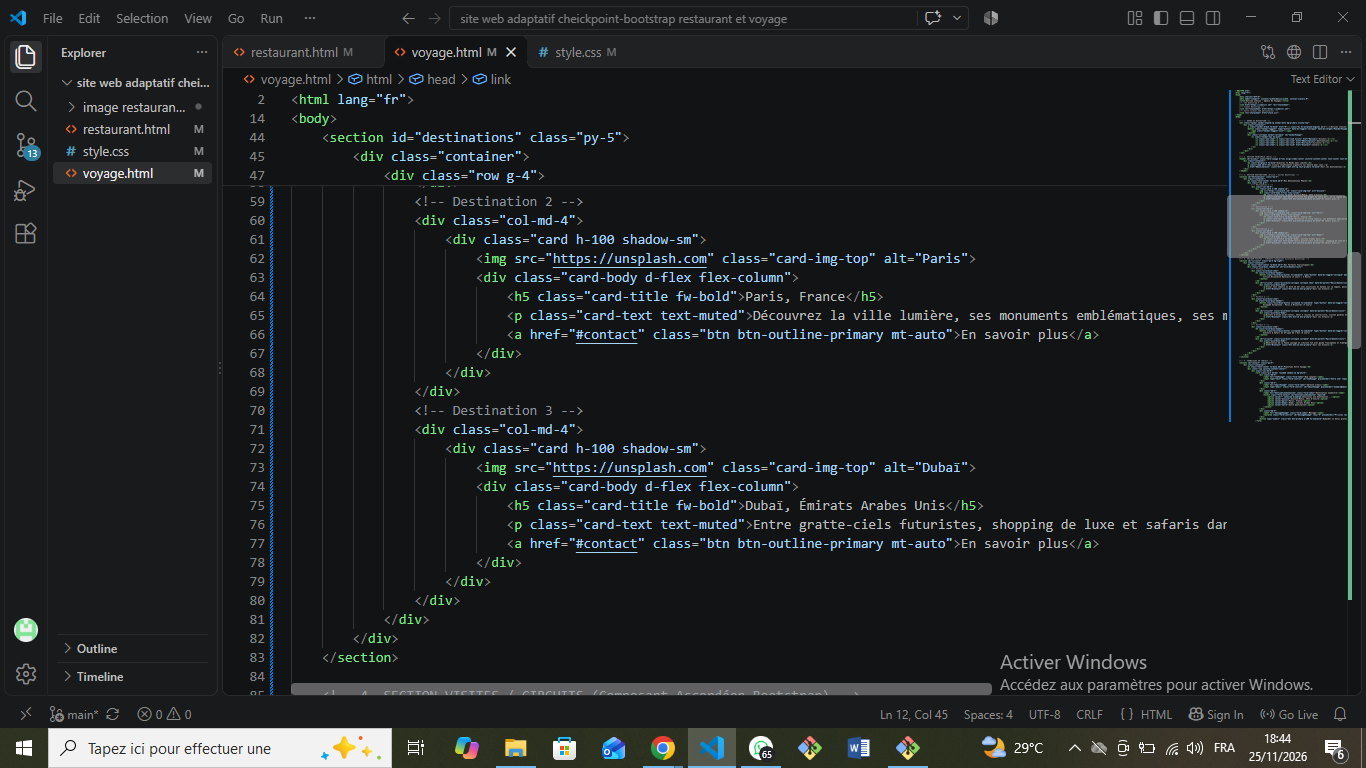 File Edit Selection View Go Run ···
site web adaptatif cheickpoint-bootstrap restaurant et voyage
Explorer
restaurant.html M
voyage.html M
style.css M
site web adaptatif chei...
image restauran...
restaurant.html M
style.css M
voyage.html M
13
Outline
Timeline
voyage.html > html > head > link
Text Editor
2 <html lang="fr">
14 <body>
44 <section id="destinations" class="py-5">
45 <div class="container">
47 <div class="row g-4">
59 <!-- Destination 2 -->
60 <div class="col-md-4">
61 <div class="card h-100 shadow-sm">
62 <img src="https://unsplash.com" class="card-img-top" alt="Paris">
63 <div class="card-body d-flex flex-column">
64 <h5 class="card-title fw-bold">Paris, France</h5>
65 <p class="card-text text-muted">Découvrez la ville lumière, ses monuments emblématiques, ses
66 <a href="#contact" class="btn btn-outline-primary mt-auto">En savoir plus</a>
67 </div>
68 </div>
69 </div>
70 <!-- Destination 3 -->
71 <div class="col-md-4">
72 <div class="card h-100 shadow-sm">
73 <img src="https://unsplash.com" class="card-img-top" alt="Dubaï">
74 <div class="card-body d-flex flex-column">
75 <h5 class="card-title fw-bold">Dubaï, Émirats Arabes Unis</h5>
76 <p class="card-text text-muted">Entre gratte-ciels futuristes, shopping de luxe et safaris dan
77 <a href="#contact" class="btn btn-outline-primary mt-auto">En savoir plus</a>
78 </div>
79 </div>
80 </div>
81 </div>
82 </div>
83 </section>
84
85 <!-- 4. SECTION VISITES / CIRCUITS (Composant Accordéon Bootstrap) -->
Activer Windows
Accédez aux paramètres pour activer Windows.
main* 0 0
Ln 12, Col 45 Spaces: 4 UTF-8 CRLF { } HTML Sign In Go Live
Tapez ici pour effectuer une
65
29°C
FRA
18:44
25/11/2026
6